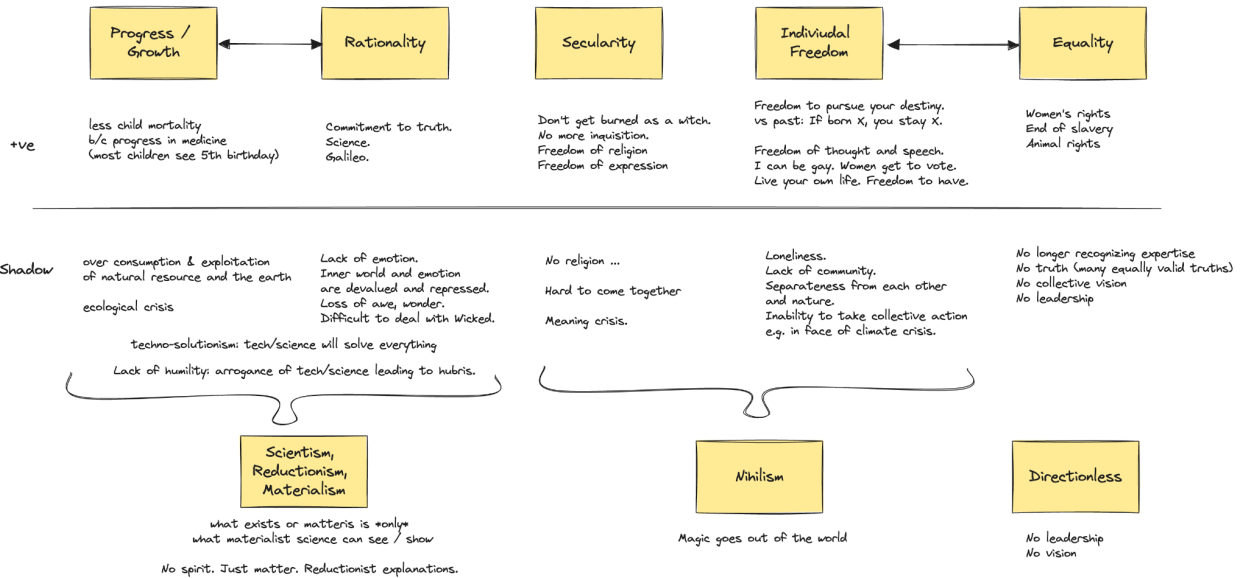 Progress /
Growth
Rationality
Secularity
Indiviudal
Freedom
Equality
+ve
less child mortality
b/c progress in medicine
(most children see 5th birthday)
Commitment to truth.
Science.
Galileo.
Don't get burned as a witch.
No more inquisition.
Freedom of religion
Freedom of expression
Freedom to pursue your destiny.
vs past: If born X, you stay X.
Freedom of thought and speech.
I can be gay. Women get to vote.
Live your own life. Freedom to have.
Women's rights
End of slavery
Animal rights
Shadow
over consumption & exploitation
of natural resource and the earth
ecological crisis
Lack of emotion.
Inner world and emotion
are devalued and repressed.
Loss of awe, wonder.
Difficult to deal with Wicked.
techno-solutionism: tech/science will solve everything
Lack of humility: arrogance of tech/science leading to hubris.
No religion ...
Hard to come together
Meaning crisis.
Loneliness.
Lack of community.
Separateness from each other
and nature.
Inability to take collective action
e.g. in face of climate crisis.
No longer recognizing expertise
No truth (many equally valid truths)
No collective vision
No leadership
Scientism,
Reductionism,
Materialism
what exists or matteris is *only*
what materialist science can see / show
No spirit. Just matter. Reductionist explanations.
Nihilism
Magic goes out of the world
Directionless
No leadership
No vision